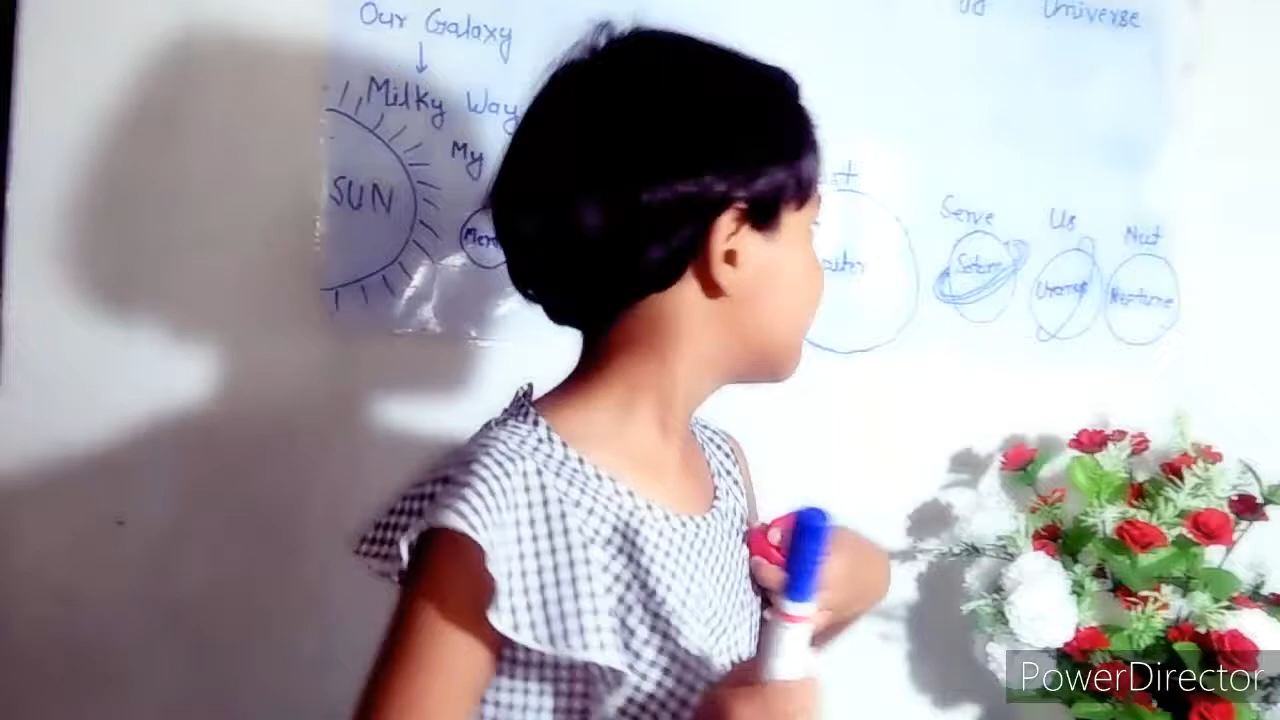 Our Galaxy
Universe
Milky Way
My
SUN
Serve
Us
Nut
Saturn
Uranus
Neptune
PowerDirector